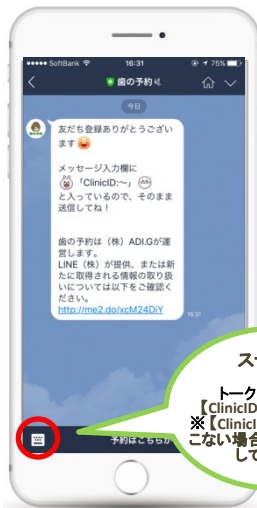 SoftBank 16:31 75%
歯の予約
今日
友だち登録ありがとうござい
ます
メッセージ入力欄に
「ClinicID:〜」
と入っているので、そのまま
送信してね!
歯の予約は(株)ADI.Gが運
営します。
LINE(株)が提供、または新
たに取得される情報の取り扱
いについては以下をご確認く
ださい。
http://me2.do/xcM24DiY
16:31
トーク
【ClinicID
※【ClinicI
こない場合
して
予約はこちらか